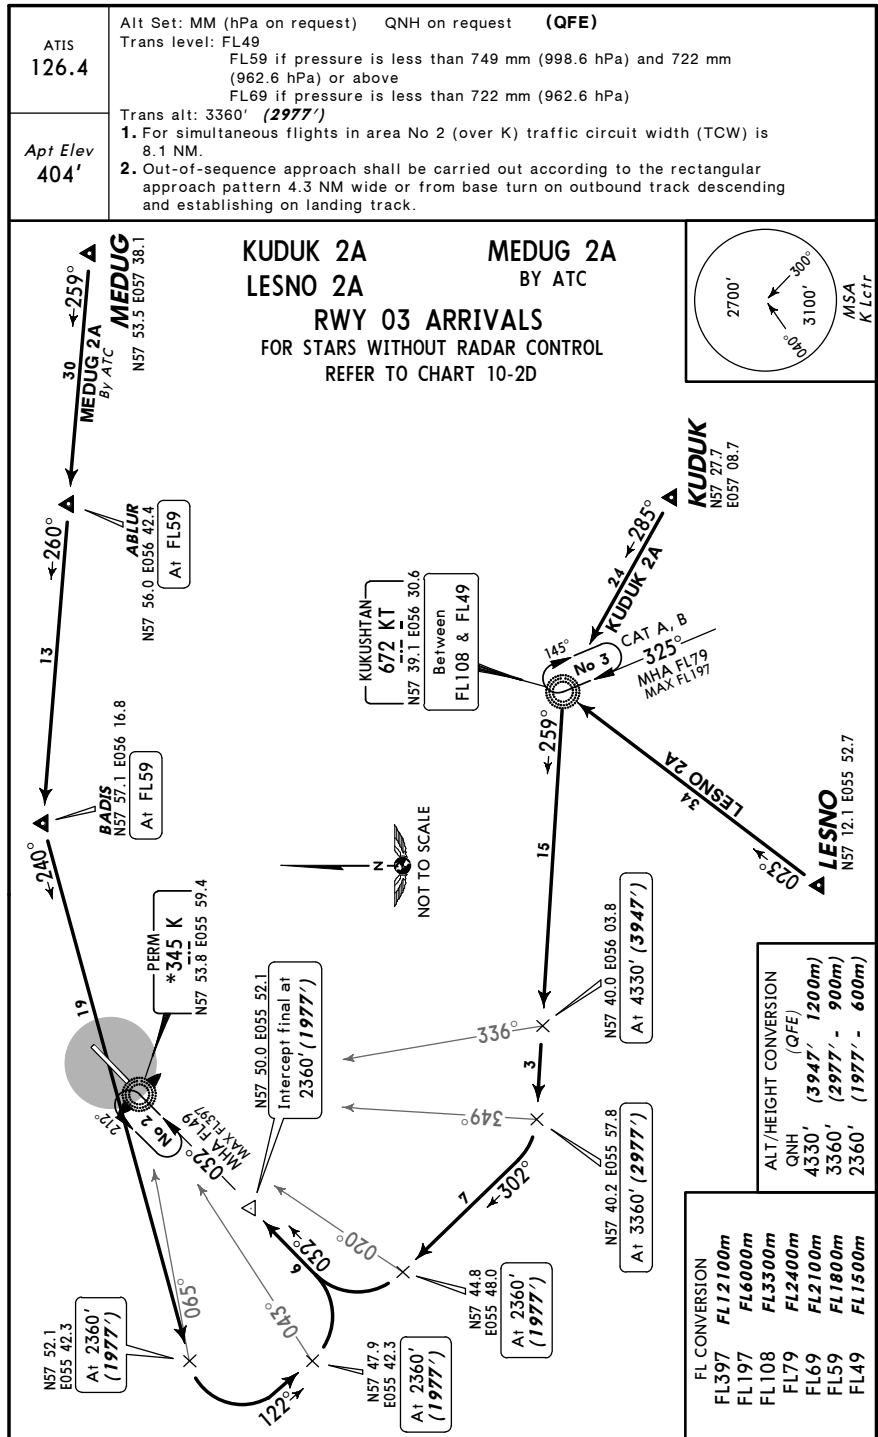 ATIS
126.4
Apt Elev
404'
Alt Set: MM (hPa on request) QNH on request (QFE)
Trans level: FL49
FL59 if pressure is less than 749 mm (998.6 hPa) and 722 mm
(962.6 hPa) or above
FL69 if pressure is less than 722 mm (962.6 hPa)
Trans alt: 3360' (2977')
1. For simultaneous flights in area No 2 (over K) traffic circuit width (TCW) is
8.1 NM.
2. Out-of-sequence approach shall be carried out according to the rectangular
approach pattern 4.3 NM wide or from base turn on outbound track descending
and establishing on landing track.
KUDUK 2A
LESNO 2A
MEDUG 2A
BY ATC
RWY 03 ARRIVALS
FOR STARS WITHOUT RADAR CONTROL
REFER TO CHART 10-2D
2700'
3100'
300°
040°
MSA
K Lctr
MEDUG
N57 53.5 E057 38.1
259°
30
MEDUG 2A
By ATC
ABLUR
N57 56.0 E056 42.4
At FL59
260°
13
BADIS
N57 57.1 E056 16.8
At FL59
240°
19
KUDUK
N57 27.7
E057 08.7
285°
24
KUDUK 2A
KUKUSHTAN
672 KT
N57 39.1 E056 30.6
Between
FL108 & FL49
145°
No 3
CAT A, B
325°
MHA FL79
MAX FL197
259°
15
LESNO 2A
34
023°
LESNO
N57 12.1 E055 52.7
N
NOT TO SCALE
PERM
*345 K
N57 53.8 E055 59.4
212°
No 2
MHA FL49
MAX FL397
032°
N57 50.0 E055 52.1
Intercept final at
2360' (1977')
336°
N57 40.0 E056 03.8
At 4330' (3947')
3
349°
N57 40.2 E055 57.8
At 3360' (2977')
7
302°
020°
032°
6
N57 44.8
E055 48.0
At 2360'
(1977')
065°
043°
N57 52.1
E055 42.3
At 2360'
(1977')
122°
N57 47.9
E055 42.3
At 2360'
(1977')
ALT/HEIGHT CONVERSION
QNH (QFE)
4330' (3947' 1200m)
3360' (2977' - 900m)
2360' (1977' - 600m)
FL CONVERSION
FL397 FL12100m
FL197 FL6000m
FL108 FL3300m
FL79 FL2400m
FL69 FL2100m
FL59 FL1800m
FL49 FL1500m